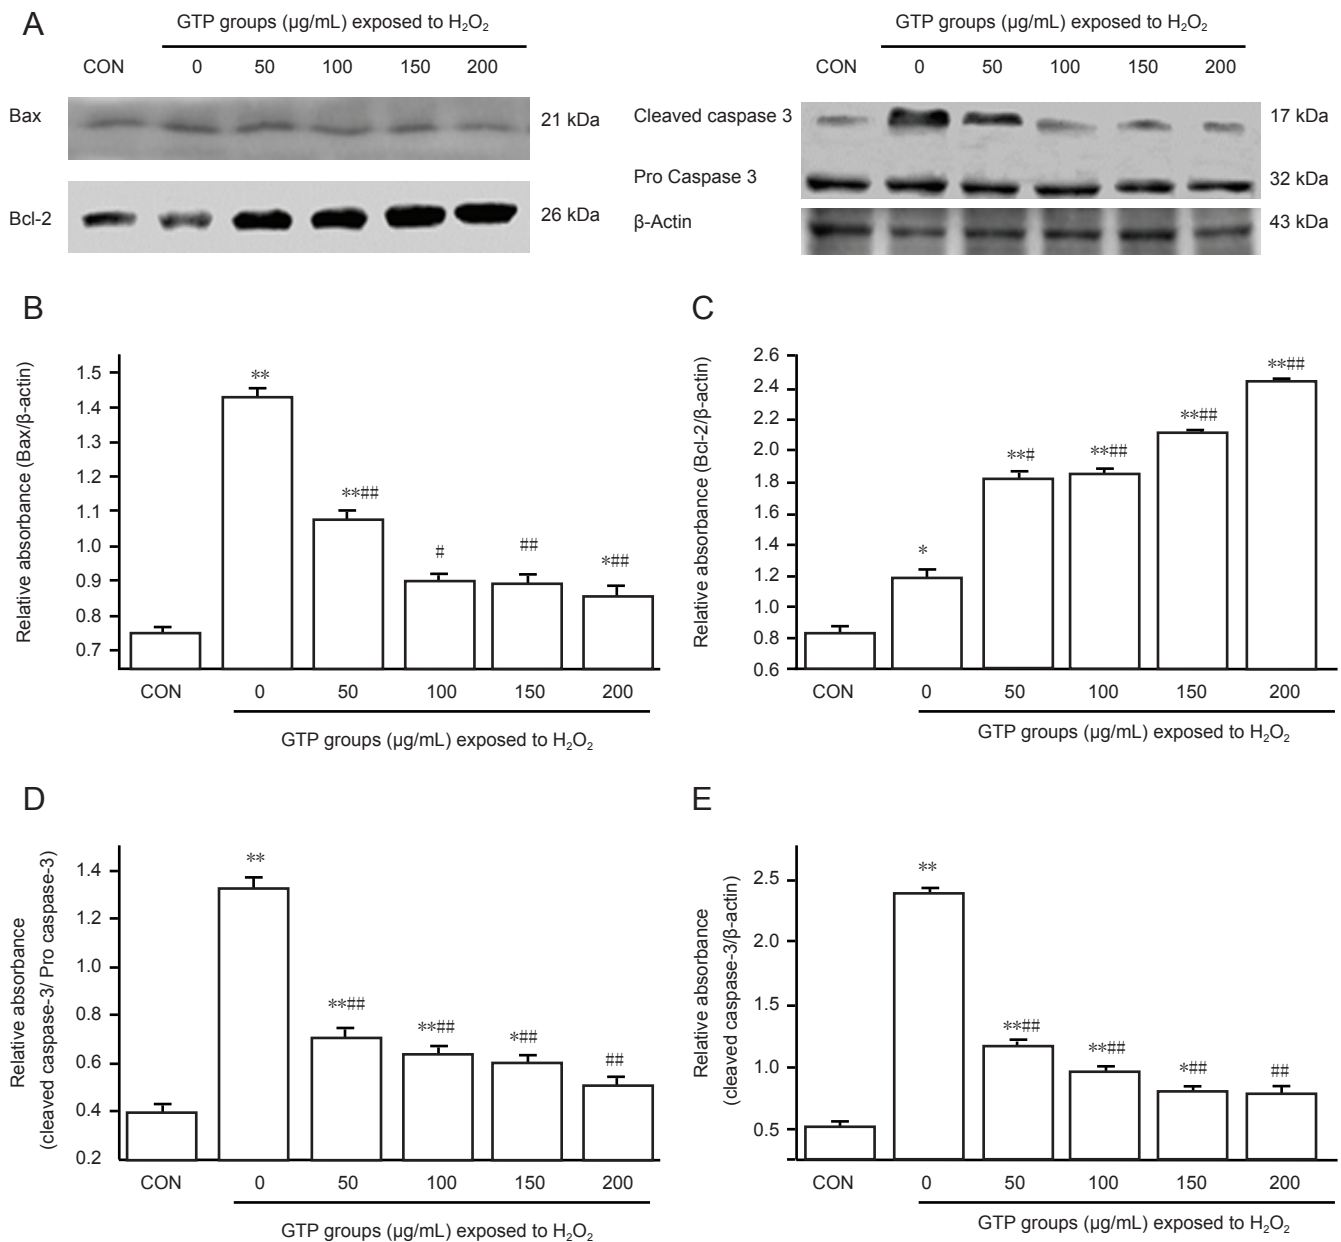 A
GTP groups (µg/mL) exposed to H₂O₂
CON 0 50 100 150 200
Bax 21 kDa
Bcl-2 26 kDa
GTP groups (µg/mL) exposed to H₂O₂
CON 0 50 100 150 200
Cleaved caspase 3 17 kDa
Pro Caspase 3 32 kDa
β-Actin 43 kDa
B
Relative absorbance (Bax/β-actin)
1.5
1.4
1.3
1.2
1.1
1.0
0.9
0.8
0.7
** **## # ## *##
CON 0 50 100 150 200
GTP groups (µg/mL) exposed to H₂O₂
C
Relative absorbance (Bcl-2/β-actin)
2.6
2.4
2.2
2.0
1.8
1.6
1.4
1.2
1.0
0.8
0.6
* **# **## **## **##
CON 0 50 100 150 200
GTP groups (µg/mL) exposed to H₂O₂
D
Relative absorbance
(cleaved caspase-3/ Pro caspase-3)
1.4
1.2
1.0
0.8
0.6
0.4
0.2
** **## **## *## ##
CON 0 50 100 150 200
GTP groups (µg/mL) exposed to H₂O₂
E
Relative absorbance
(cleaved caspase-3/β-actin)
2.5
2.0
1.5
1.0
0.5
** **## **## *## ##
CON 0 50 100 150 200
GTP groups (µg/mL) exposed to H₂O₂